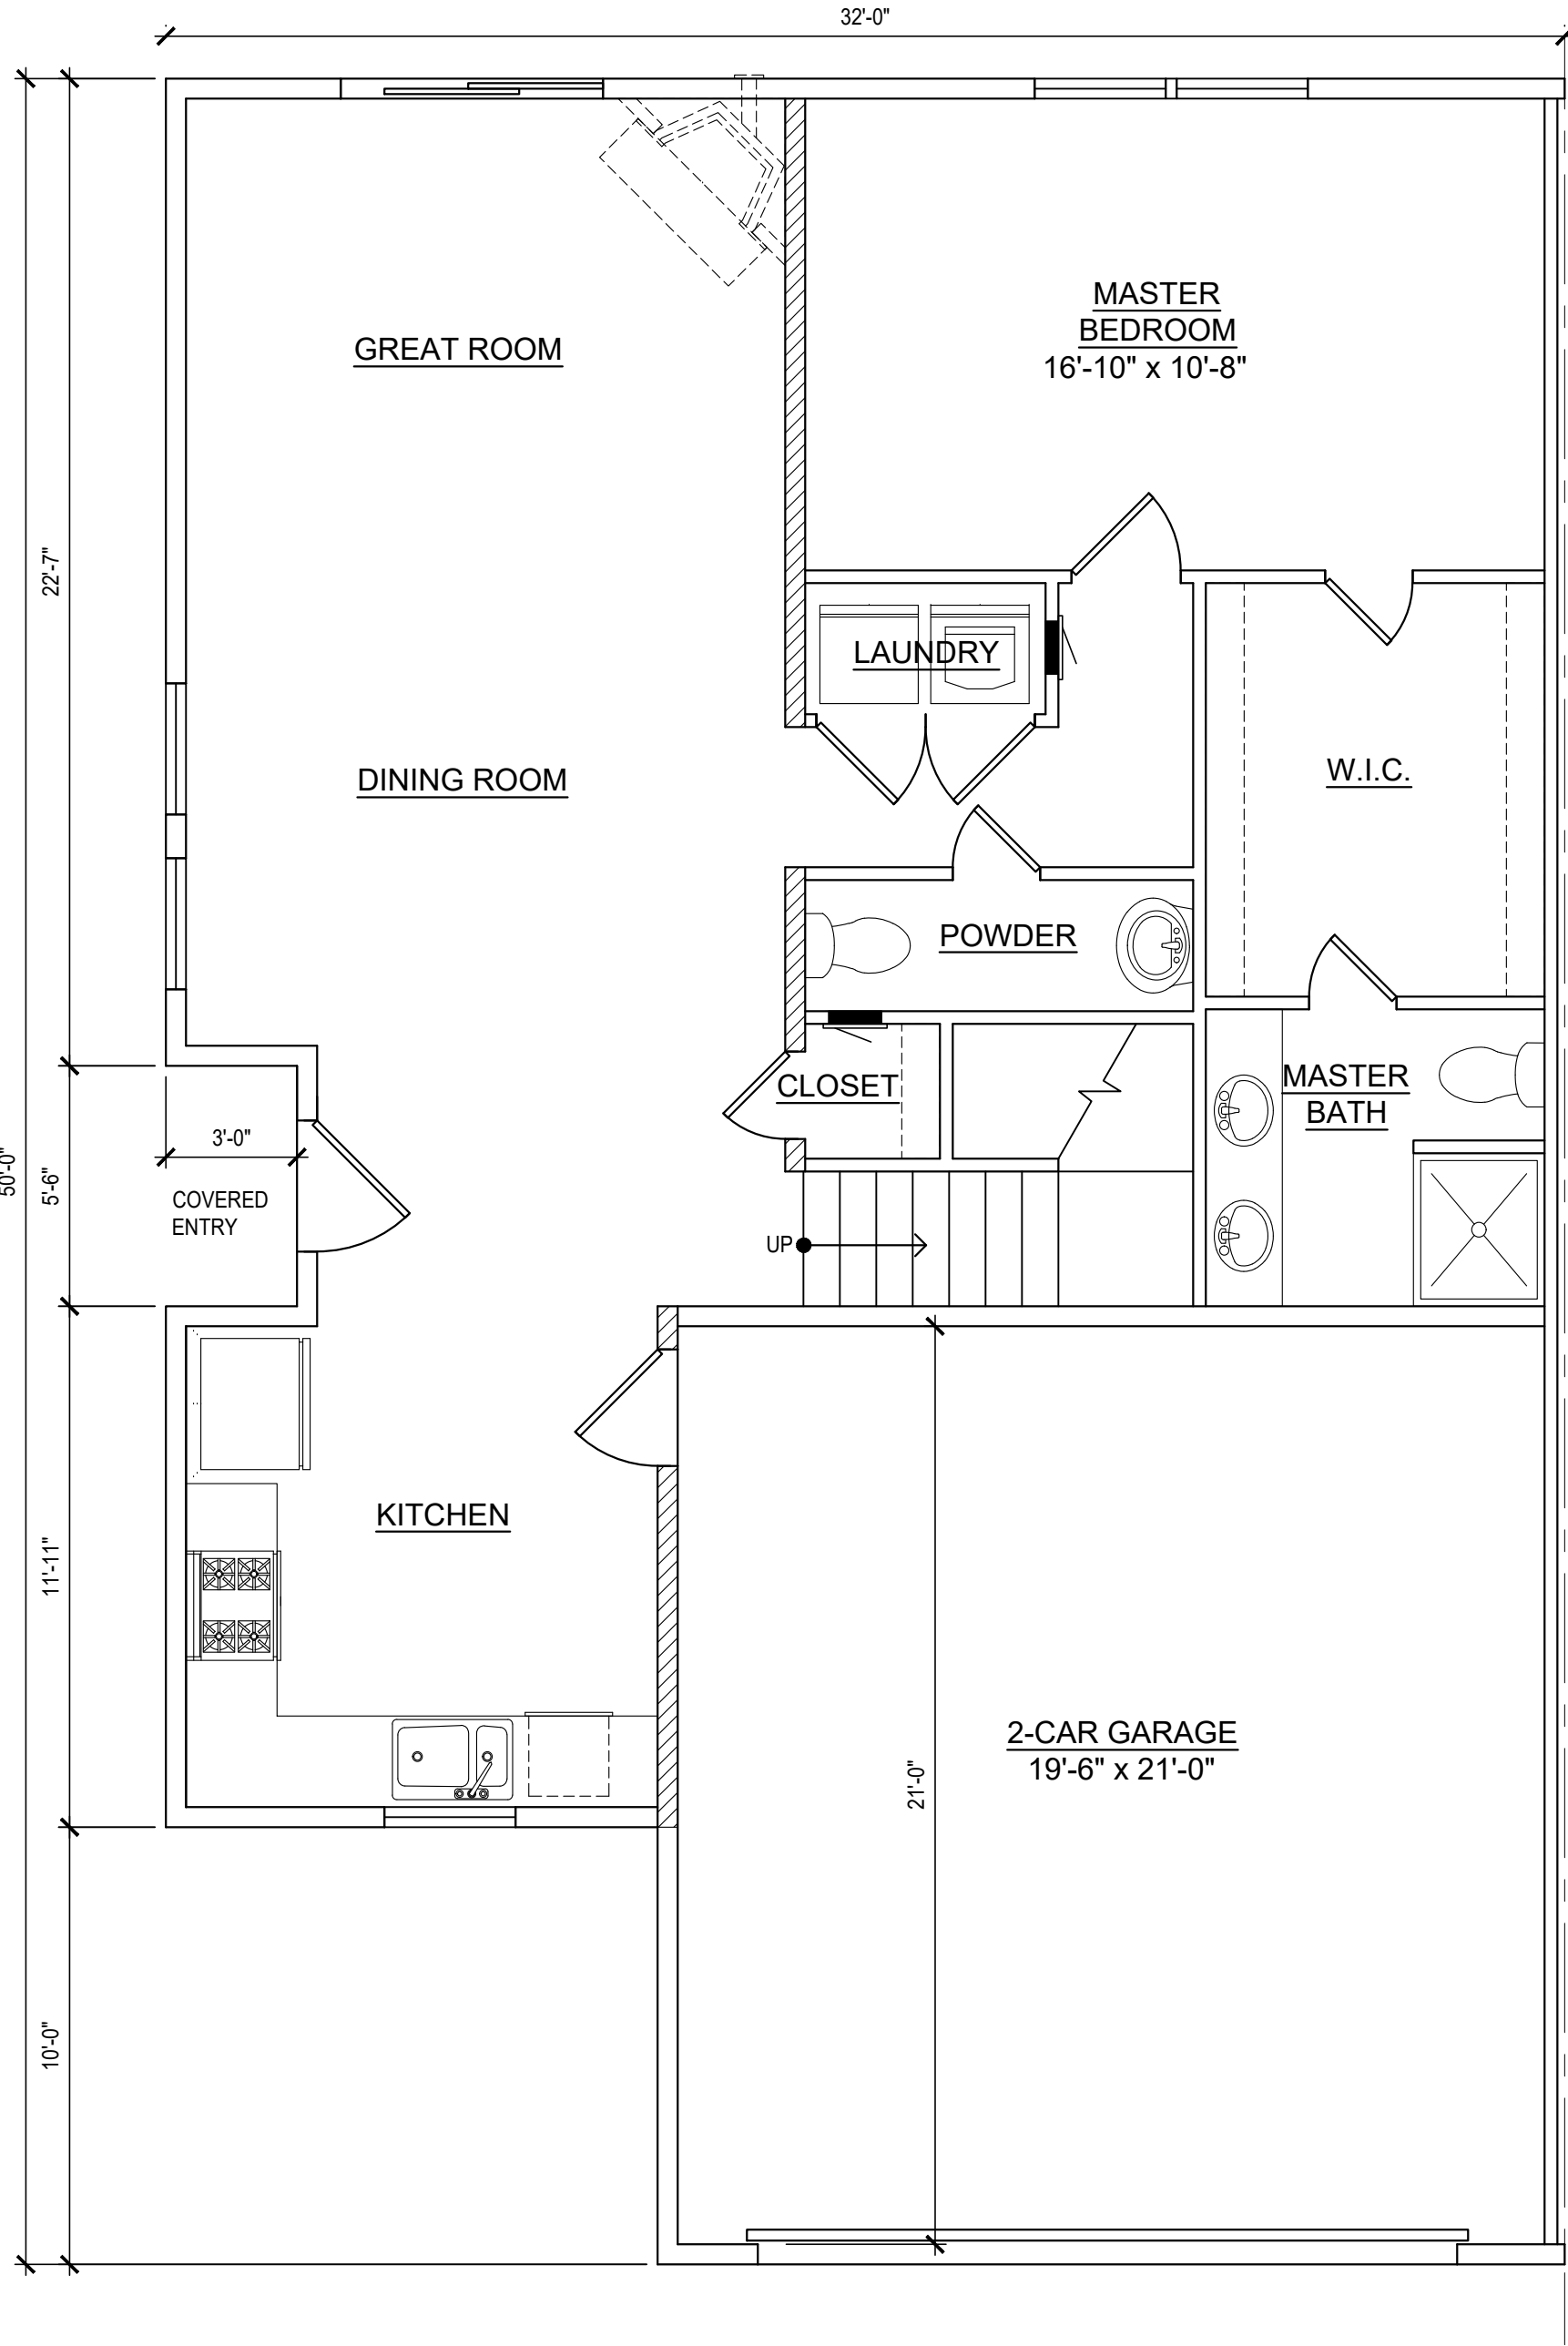 32'-0"
MASTER
BEDROOM
16'-10" x 10'-8"
GREAT ROOM
22'-7"
LAUNDRY
DINING ROOM
W.I.C.
POWDER
CLOSET
MASTER
BATH
3'-0"
50'-0"
5'-6"
COVERED
ENTRY
UP
KITCHEN
11'-11"
2-CAR GARAGE
19'-6" x 21'-0"
21'-0"
10'-0"